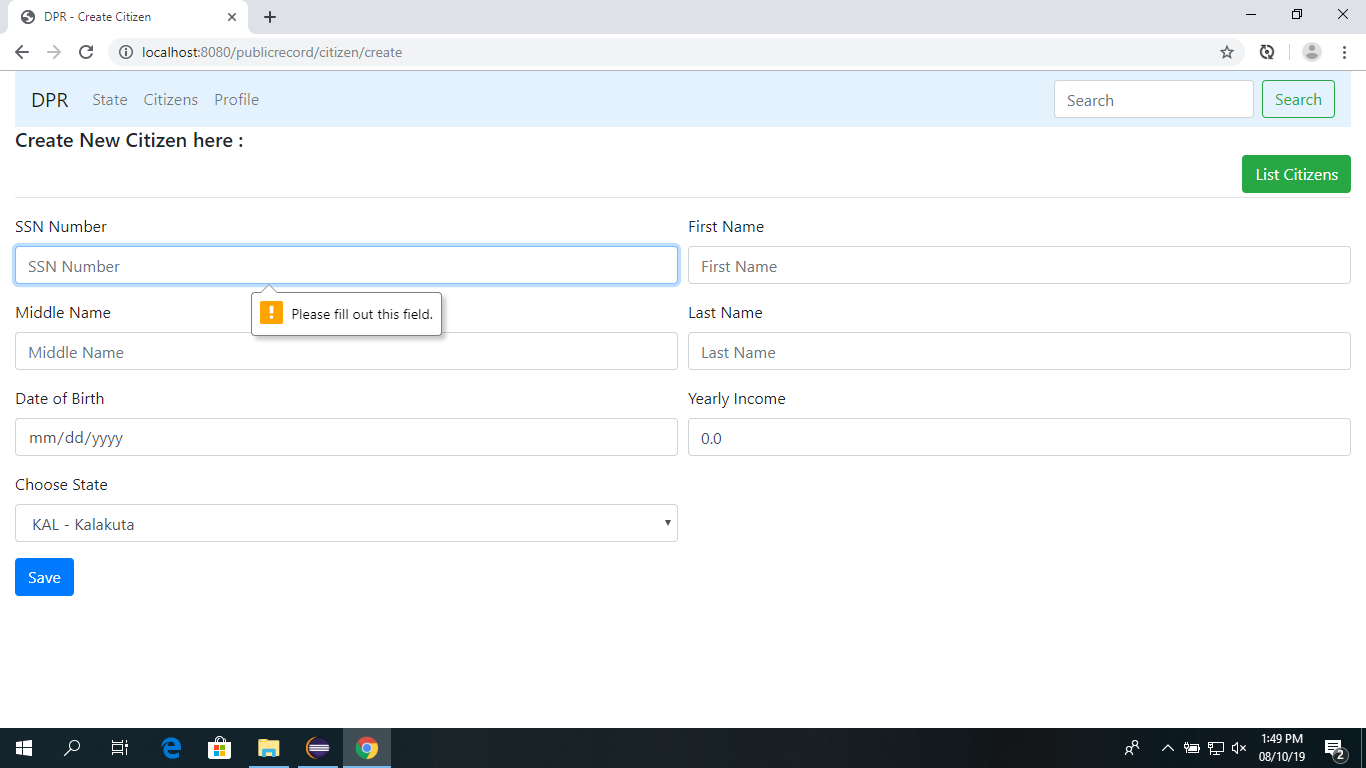 DPR - Create Citizen
localhost:8080/publicrecord/citizen/create
DPR State Citizens Profile Search Search
Create New Citizen here :
List Citizens
SSN Number First Name
SSN Number First Name
Please fill out this field.
Middle Name Last Name
Middle Name Last Name
Date of Birth Yearly Income
mm/dd/yyyy 0.0
Choose State
KAL - Kalakuta
Save
1:49 PM
08/10/19
2